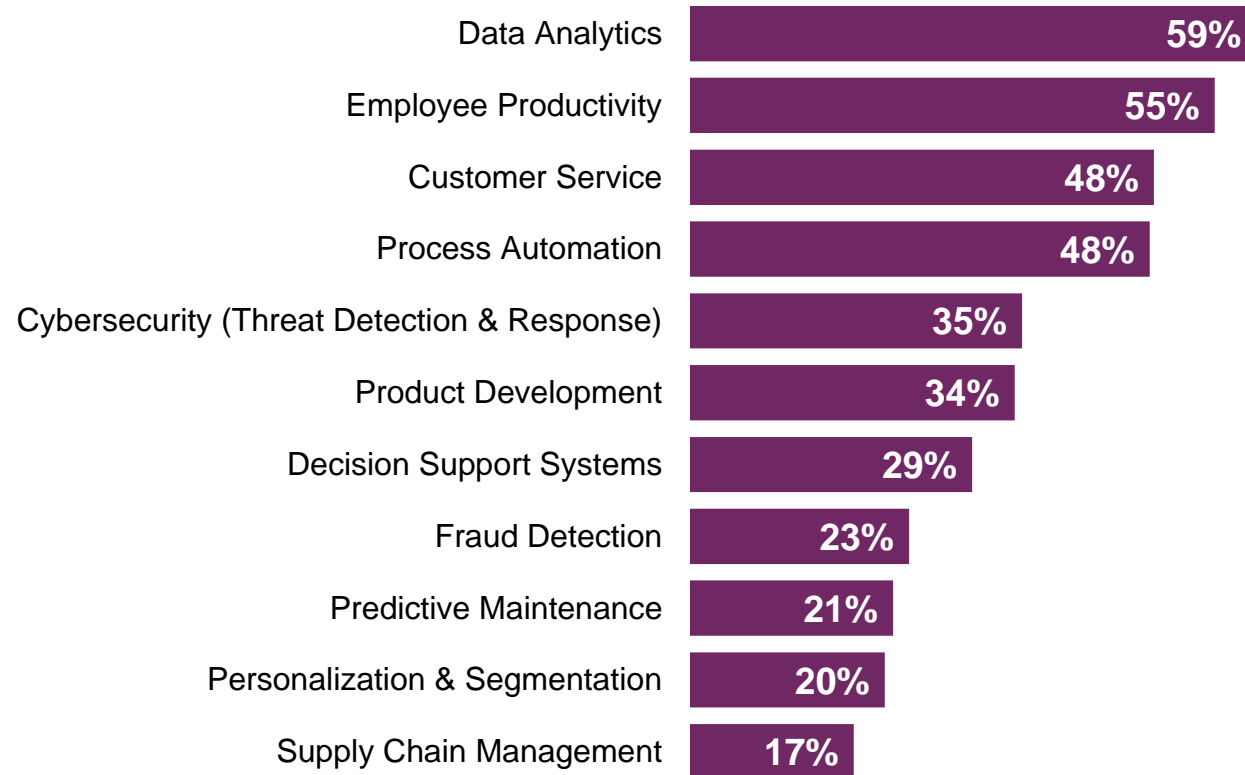 Data Analytics 59%
Employee Productivity 55%
Customer Service 48%
Process Automation 48%
Cybersecurity (Threat Detection & Response) 35%
Product Development 34%
Decision Support Systems 29%
Fraud Detection 23%
Predictive Maintenance 21%
Personalization & Segmentation 20%
Supply Chain Management 17%